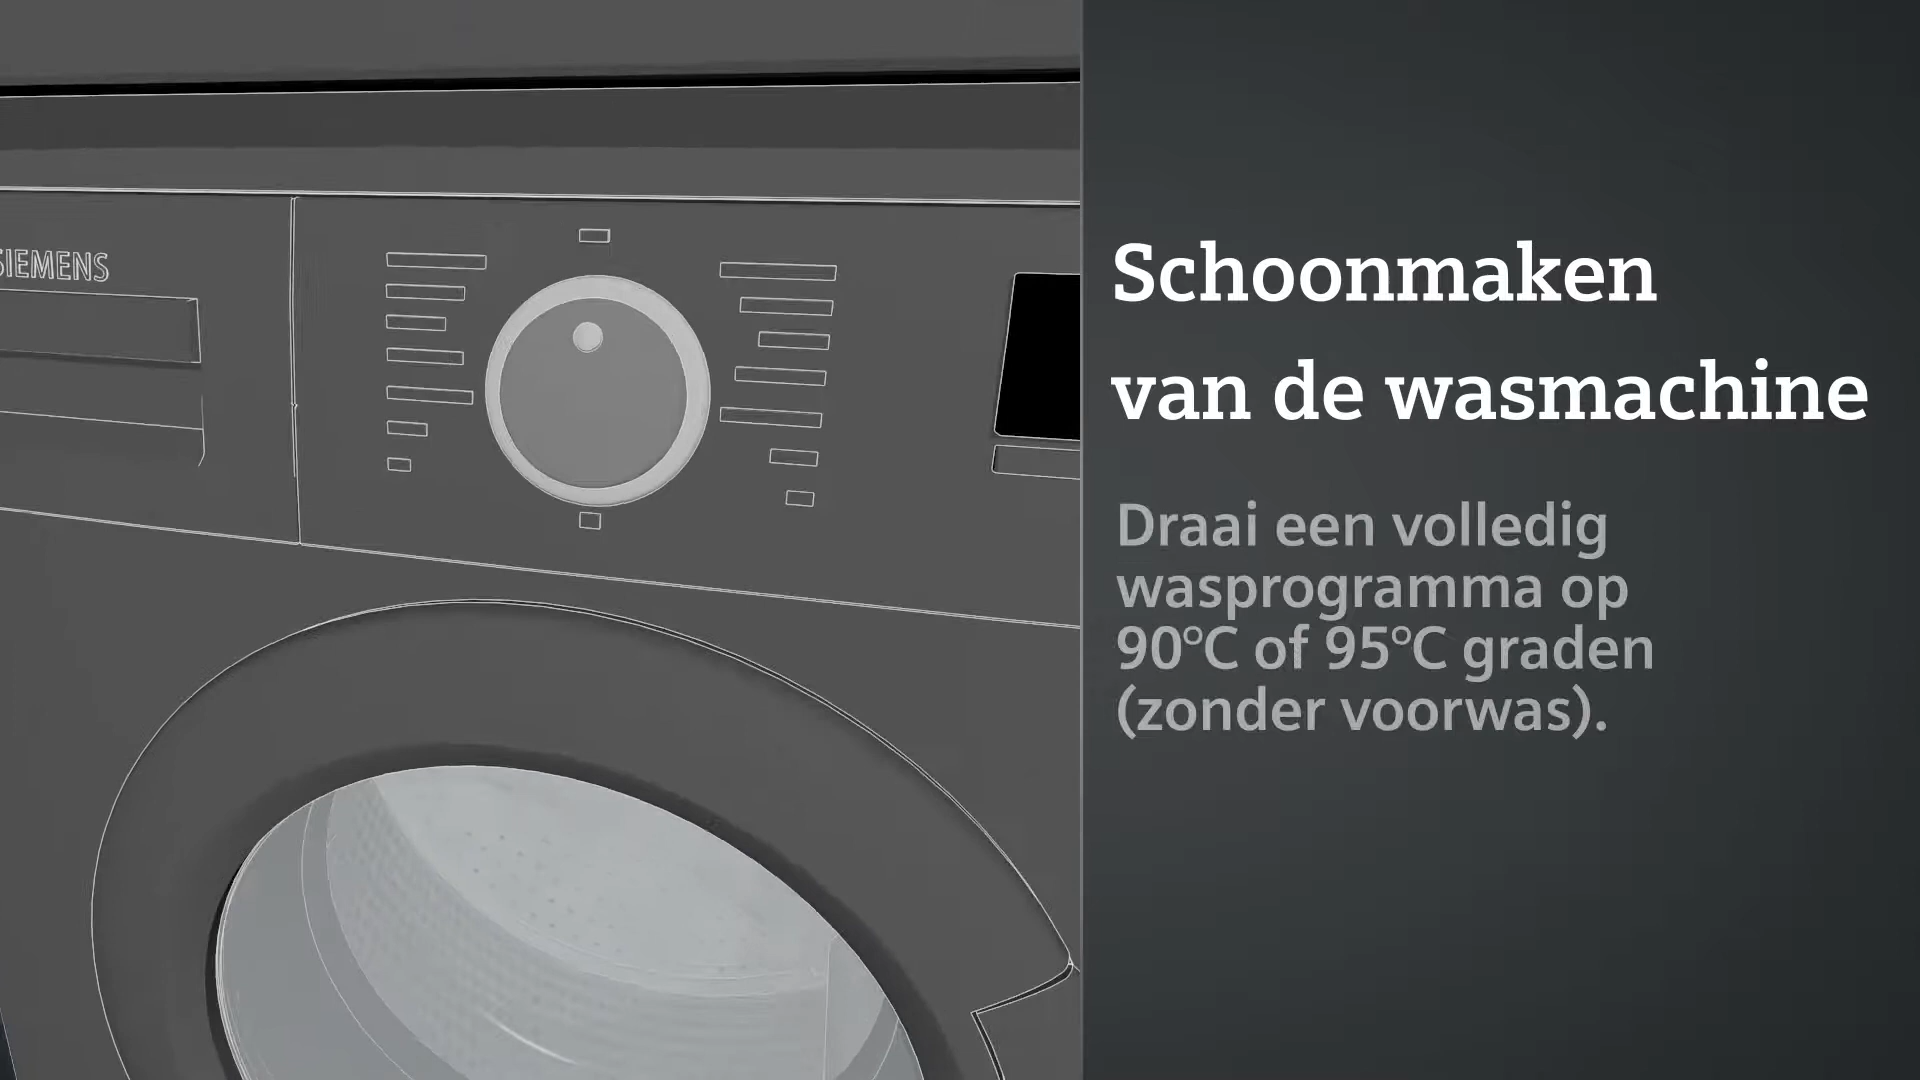 SIEMENS
Schoonmaken
van de wasmachine
Draai een volledig
wasprogramma op
90°C of 95°C graden
(zonder voorwas).